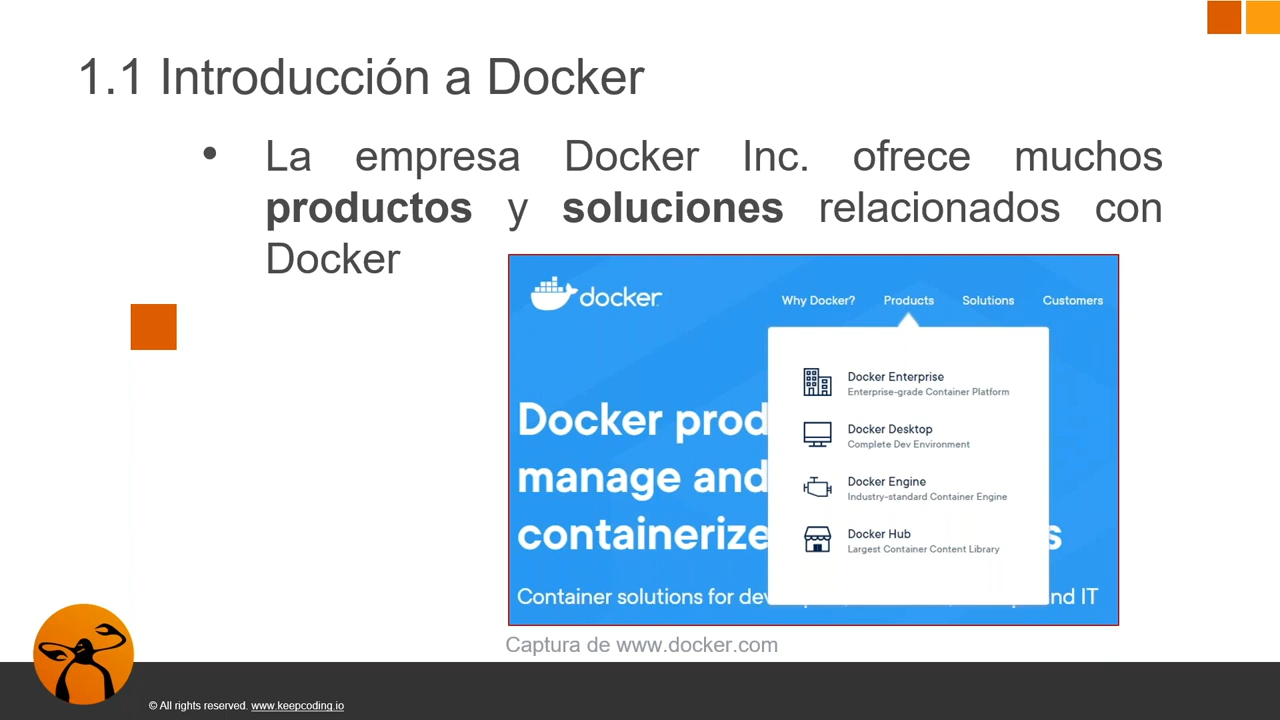 1.1 Introducción a Docker
• La empresa Docker Inc. ofrece muchos
productos y soluciones relacionados con
Docker
docker
Why Docker? Products Solutions Customers
Docker Enterprise
Enterprise-grade Container Platform
Docker Desktop
Complete Dev Environment
Docker Engine
Industry-standard Container Engine
Docker Hub
Largest Container Content Library
Docker prod
manage and
containerize s
Container solutions for dev nd IT
Captura de www.docker.com
© All rights reserved. www.keepcoding.io